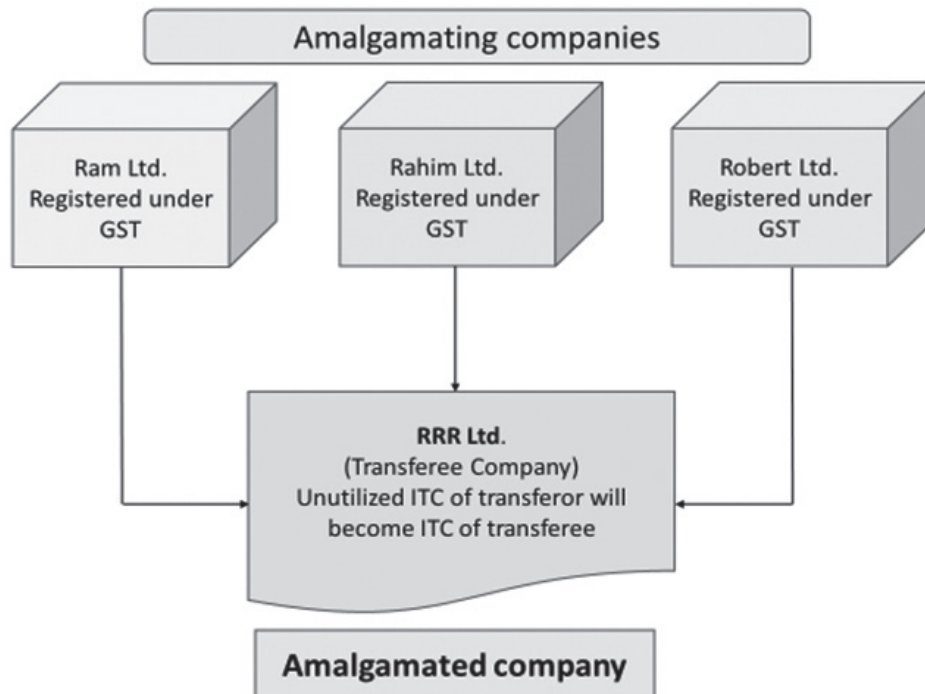 Amalgamating companies
Ram Ltd.
Registered under
GST
Rahim Ltd.
Registered under
GST
Robert Ltd.
Registered under
GST
RRR Ltd.
(Transferee Company)
Unutilized ITC of transferor will
become ITC of transferee
Amalgamated company